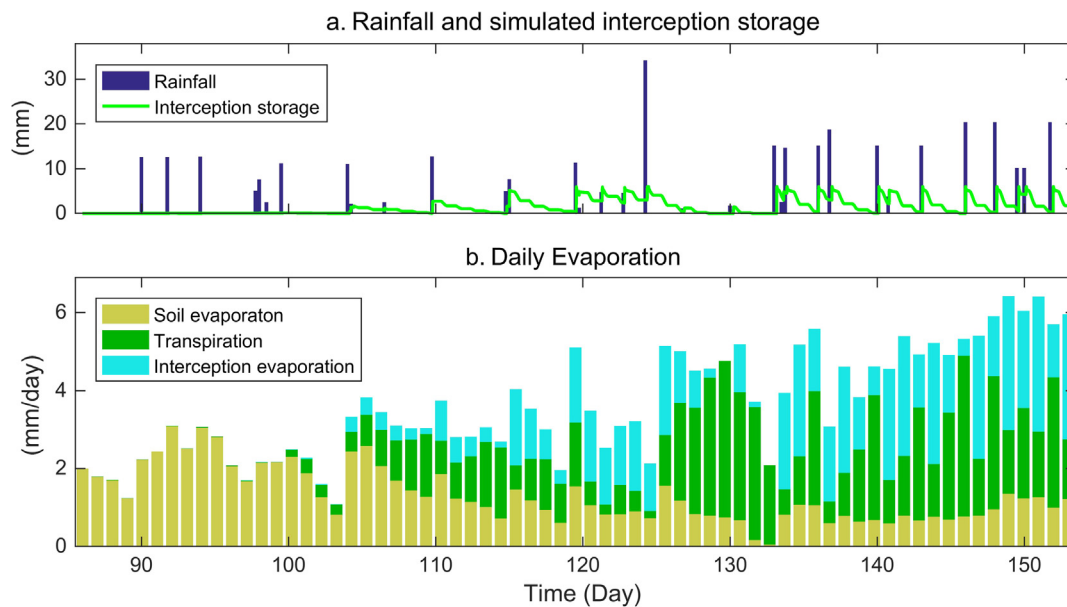 a. Rainfall and simulated interception storage
(mm)
30
20
10
0
Rainfall
Interception storage
b. Daily Evaporation
(mm/day)
6
4
2
0
Soil evaporaton
Transpiration
Interception evaporation
90 100 110 120 130 140 150
Time (Day)